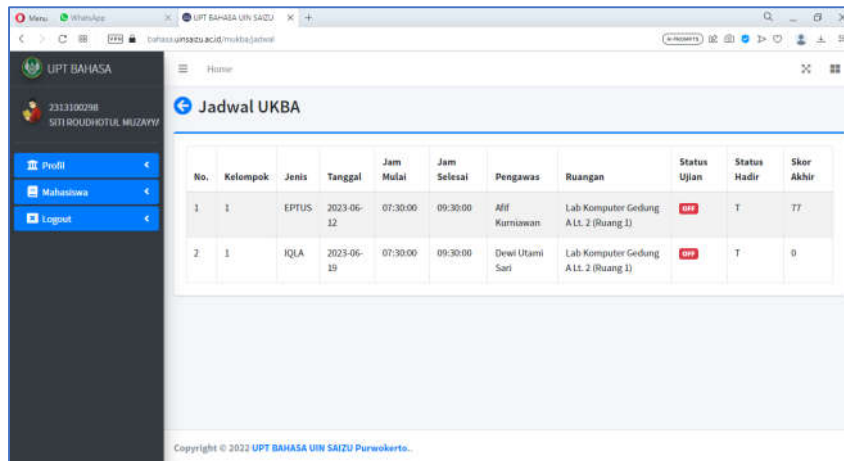 Menu
WhatsApp
UPT BAHASA UIN SAIZU
VPN
bahasa.uinsaizu.ac.id/mukba/jadwal
UPT BAHASA
Home
2313100298
SITI ROUDHOTUL MUZAYYA
Jadwal UKBA
Profil
Mahasiswa
Logout
No. Kelompok Jenis Tanggal Jam Mulai Jam Selesai Pengawas Ruangan Status Ujian Status Hadir Skor Akhir
1 1 EPTUS 2023-06-12 07:30:00 09:30:00 Afif Kurniawan Lab Komputer Gedung A Lt. 2 (Ruang 1) OFF T 77
2 1 IQLA 2023-06-19 07:30:00 09:30:00 Dewi Utami Sari Lab Komputer Gedung A Lt. 2 (Ruang 1) OFF T 0
Copyright © 2022 UPT BAHASA UIN SAIZU Purwokerto..